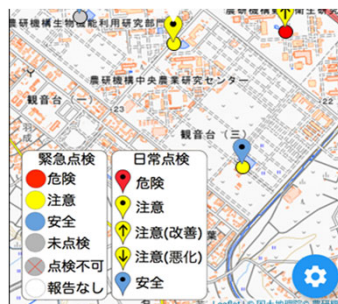 農研機構生物機能利用研究部門
農研機構中央農業研究センター
観音台（一）
23
22
観音台（三）
緊急点検
危険
注意
安全
未点検
点検不可
報告なし
日常点検
危険
注意
注意(改善)
注意(悪化)
安全